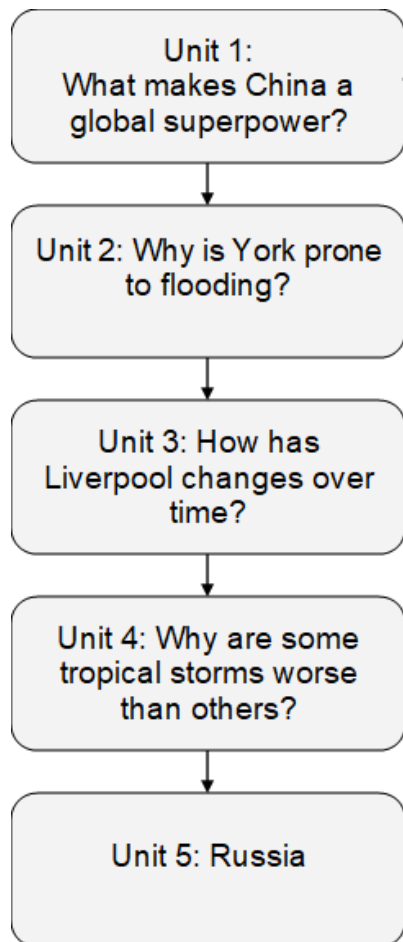 Unit 1:
What makes China a
global superpower?
Unit 2: Why is York prone
to flooding?
Unit 3: How has
Liverpool changes over
time?
Unit 4: Why are some
tropical storms worse
than others?
Unit 5: Russia